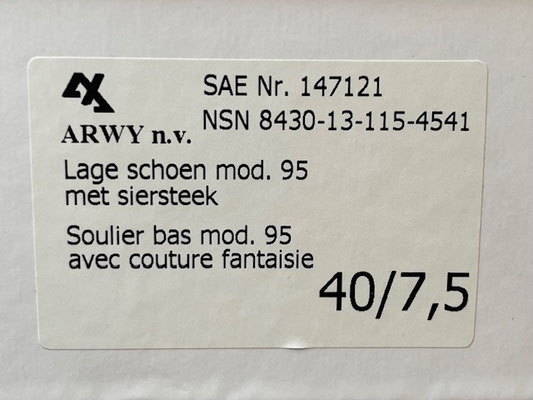 SAE Nr. 147121
NSN 8430-13-115-4541
ARWY n.v.
Lage schoen mod. 95
met siersteek
Soulier bas mod. 95
avec couture fantaisie
40/7,5